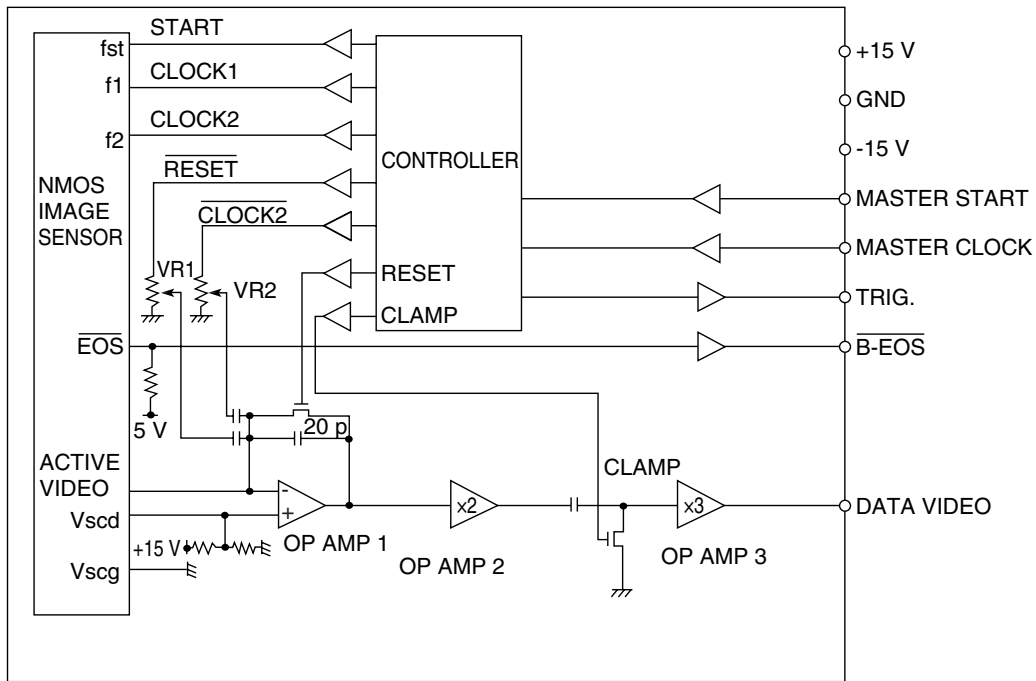 START
fst
CLOCK1
f1
CLOCK2
f2
RESET
CLOCK2
NMOS
IMAGE
SENSOR
VR1
VR2
EOS
5 V
20 p
ACTIVE
VIDEO
Vscd
+15 V
Vscg
CONTROLLER
RESET
CLAMP
-
+
OP AMP 1
x2
OP AMP 2
CLAMP
x3
OP AMP 3
+15 V
GND
-15 V
MASTER START
MASTER CLOCK
TRIG.
B-EOS
DATA VIDEO